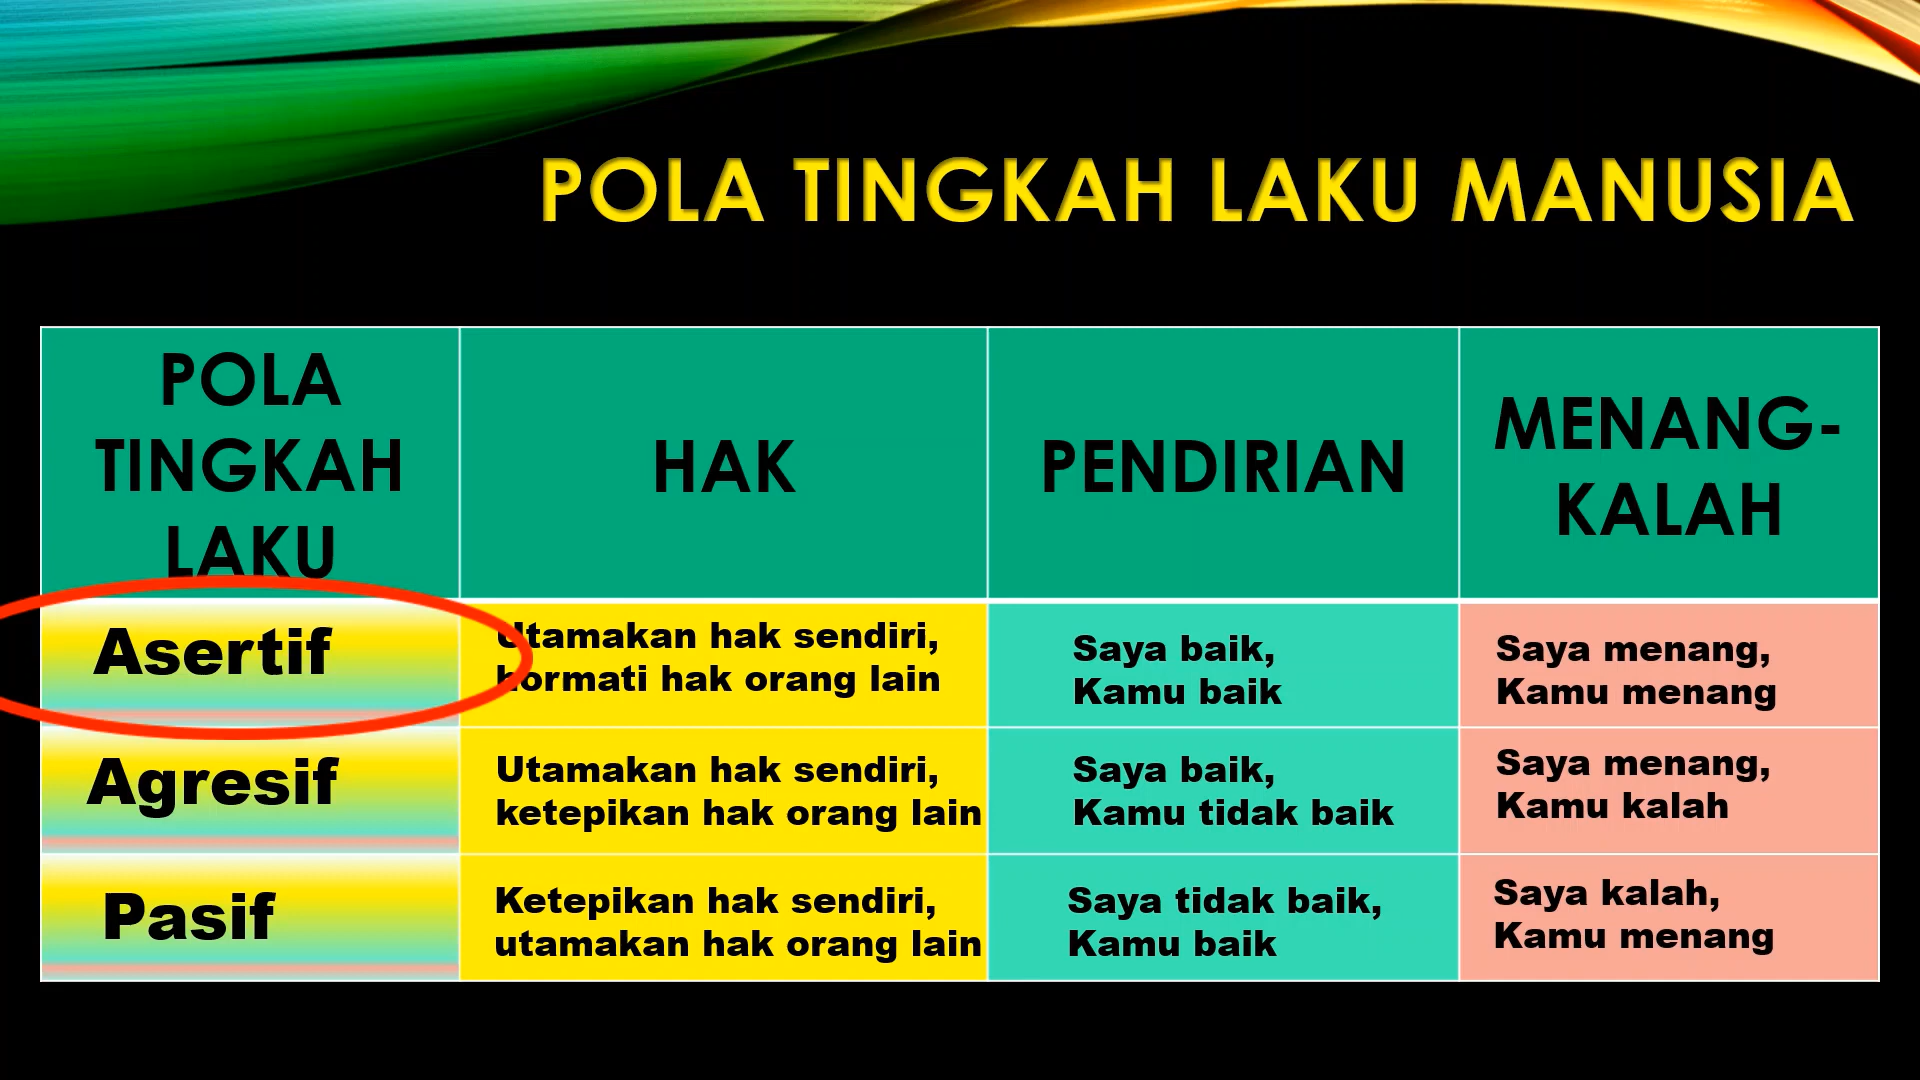 POLA TINGKAH LAKU MANUSIA
POLA
TINGKAH
LAKU
HAK
PENDIRIAN
MENANG-
KALAH
Asertif
Utamakan hak sendiri,
hormati hak orang lain
Saya baik,
Kamu baik
Saya menang,
Kamu menang
Agresif
Utamakan hak sendiri,
ketepikan hak orang lain
Saya baik,
Kamu tidak baik
Saya menang,
Kamu kalah
Pasif
Ketepikan hak sendiri,
utamakan hak orang lain
Saya tidak baik,
Kamu baik
Saya kalah,
Kamu menang